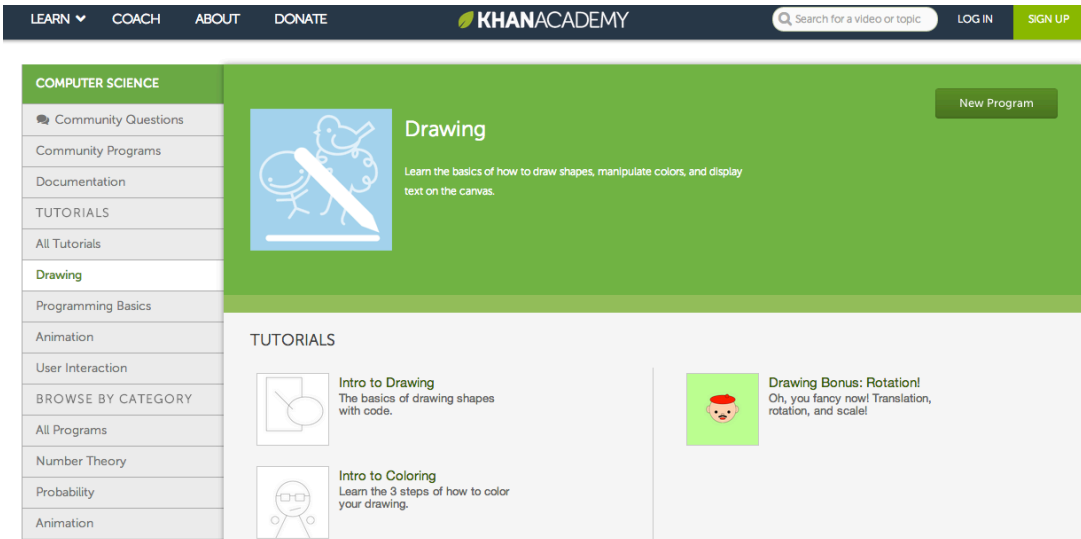 LEARN COACH ABOUT DONATE KHANACADEMY Search for a video or topic LOG IN SIGN UP
COMPUTER SCIENCE
Community Questions
Community Programs
Documentation
TUTORIALS
All Tutorials
Drawing
Programming Basics
Animation
User Interaction
BROWSE BY CATEGORY
All Programs
Number Theory
Probability
Animation
New Program
Drawing
Learn the basics of how to draw shapes, manipulate colors, and display
text on the canvas.
TUTORIALS
Intro to Drawing
The basics of drawing shapes
with code.
Intro to Coloring
Learn the 3 steps of how to color
your drawing.
Drawing Bonus: Rotation!
Oh, you fancy now! Translation,
rotation, and scale!